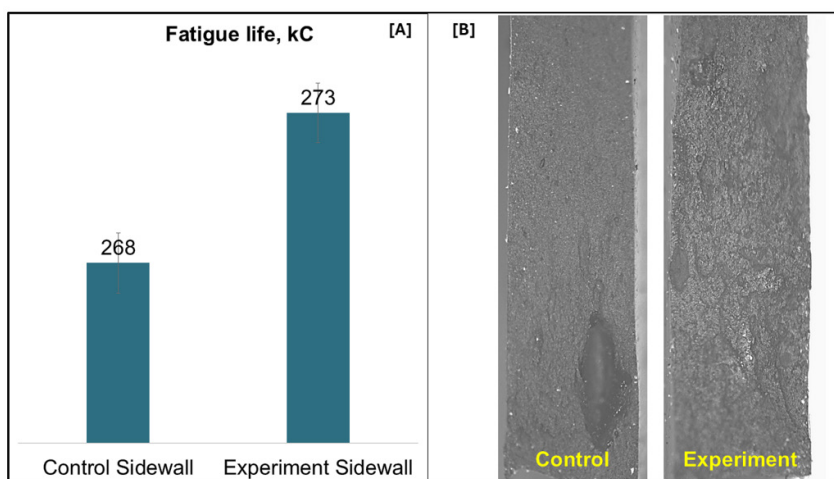 Fatigue life, kC
[A]
[B]
268
273
Control Sidewall
Experiment Sidewall
Control
Experiment